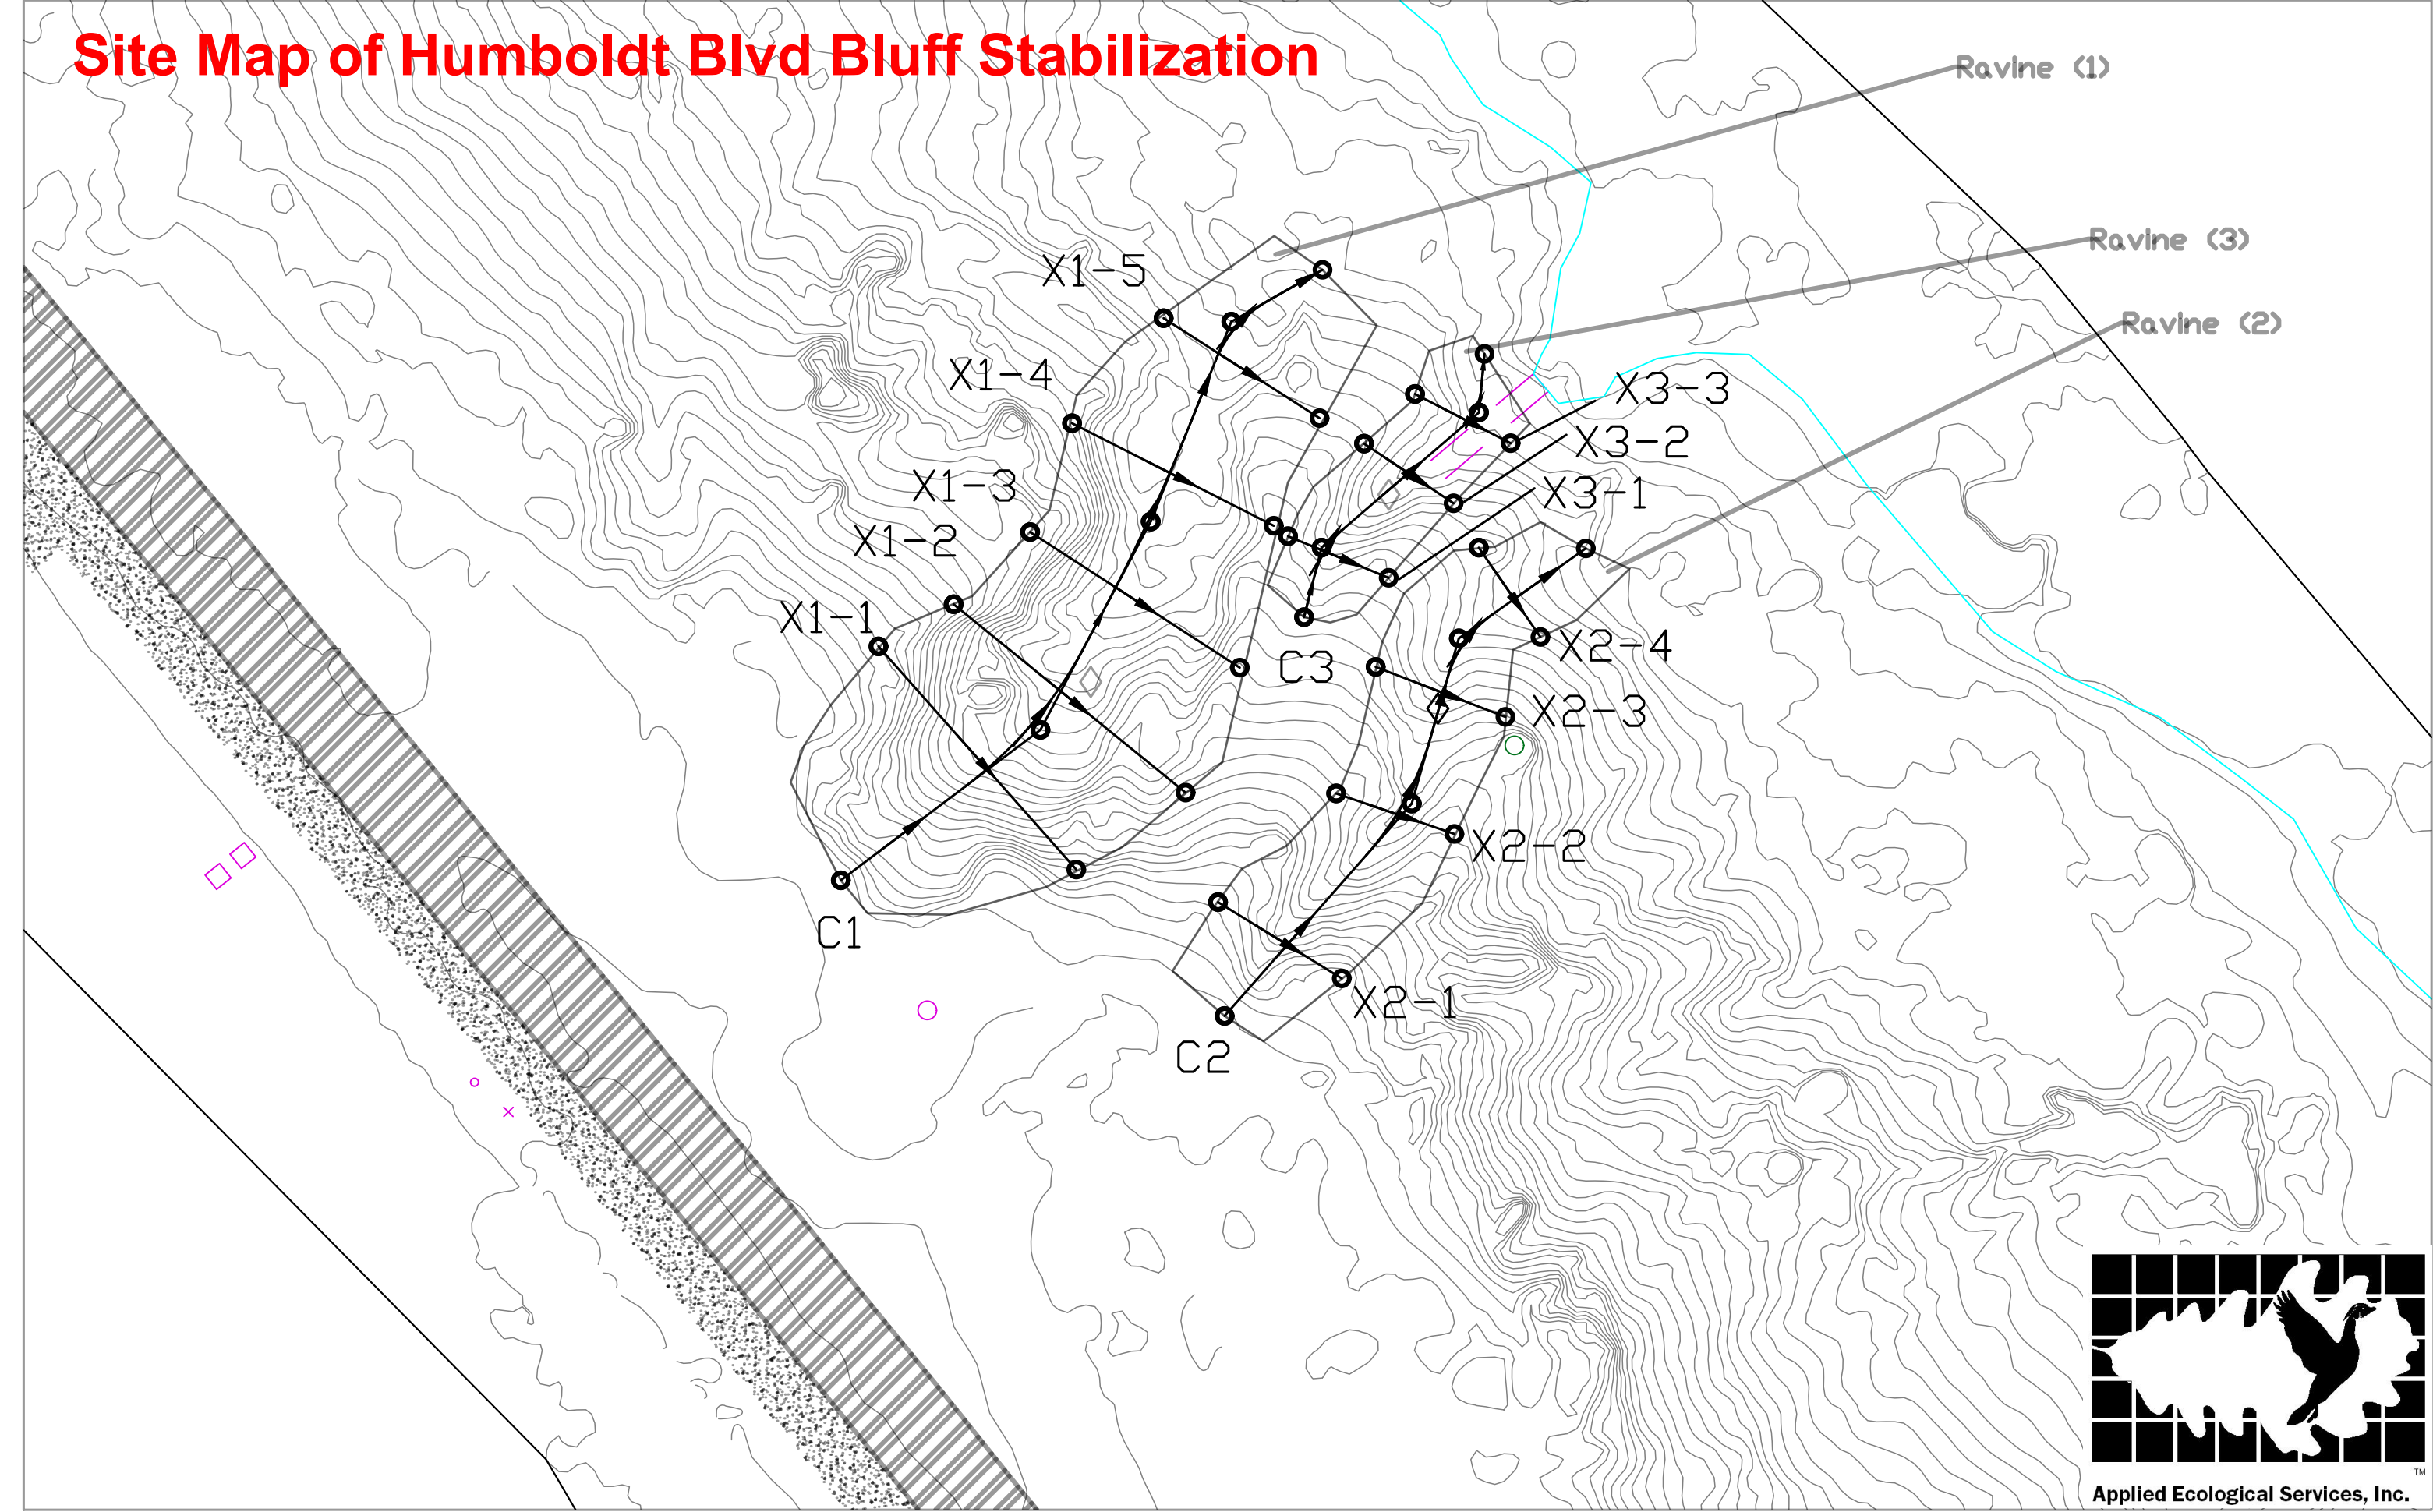 Site Map of Humboldt Blvd Bluff Stabilization
Ravine (1)
Ravine (3)
Ravine (2)
X1-5
X1-4
X1-3
X1-2
X1-1
X3-3
X3-2
X3-1
C3
X2-4
X2-3
X2-2
X2-1
C1
C2
TM
Applied Ecological Services, Inc.